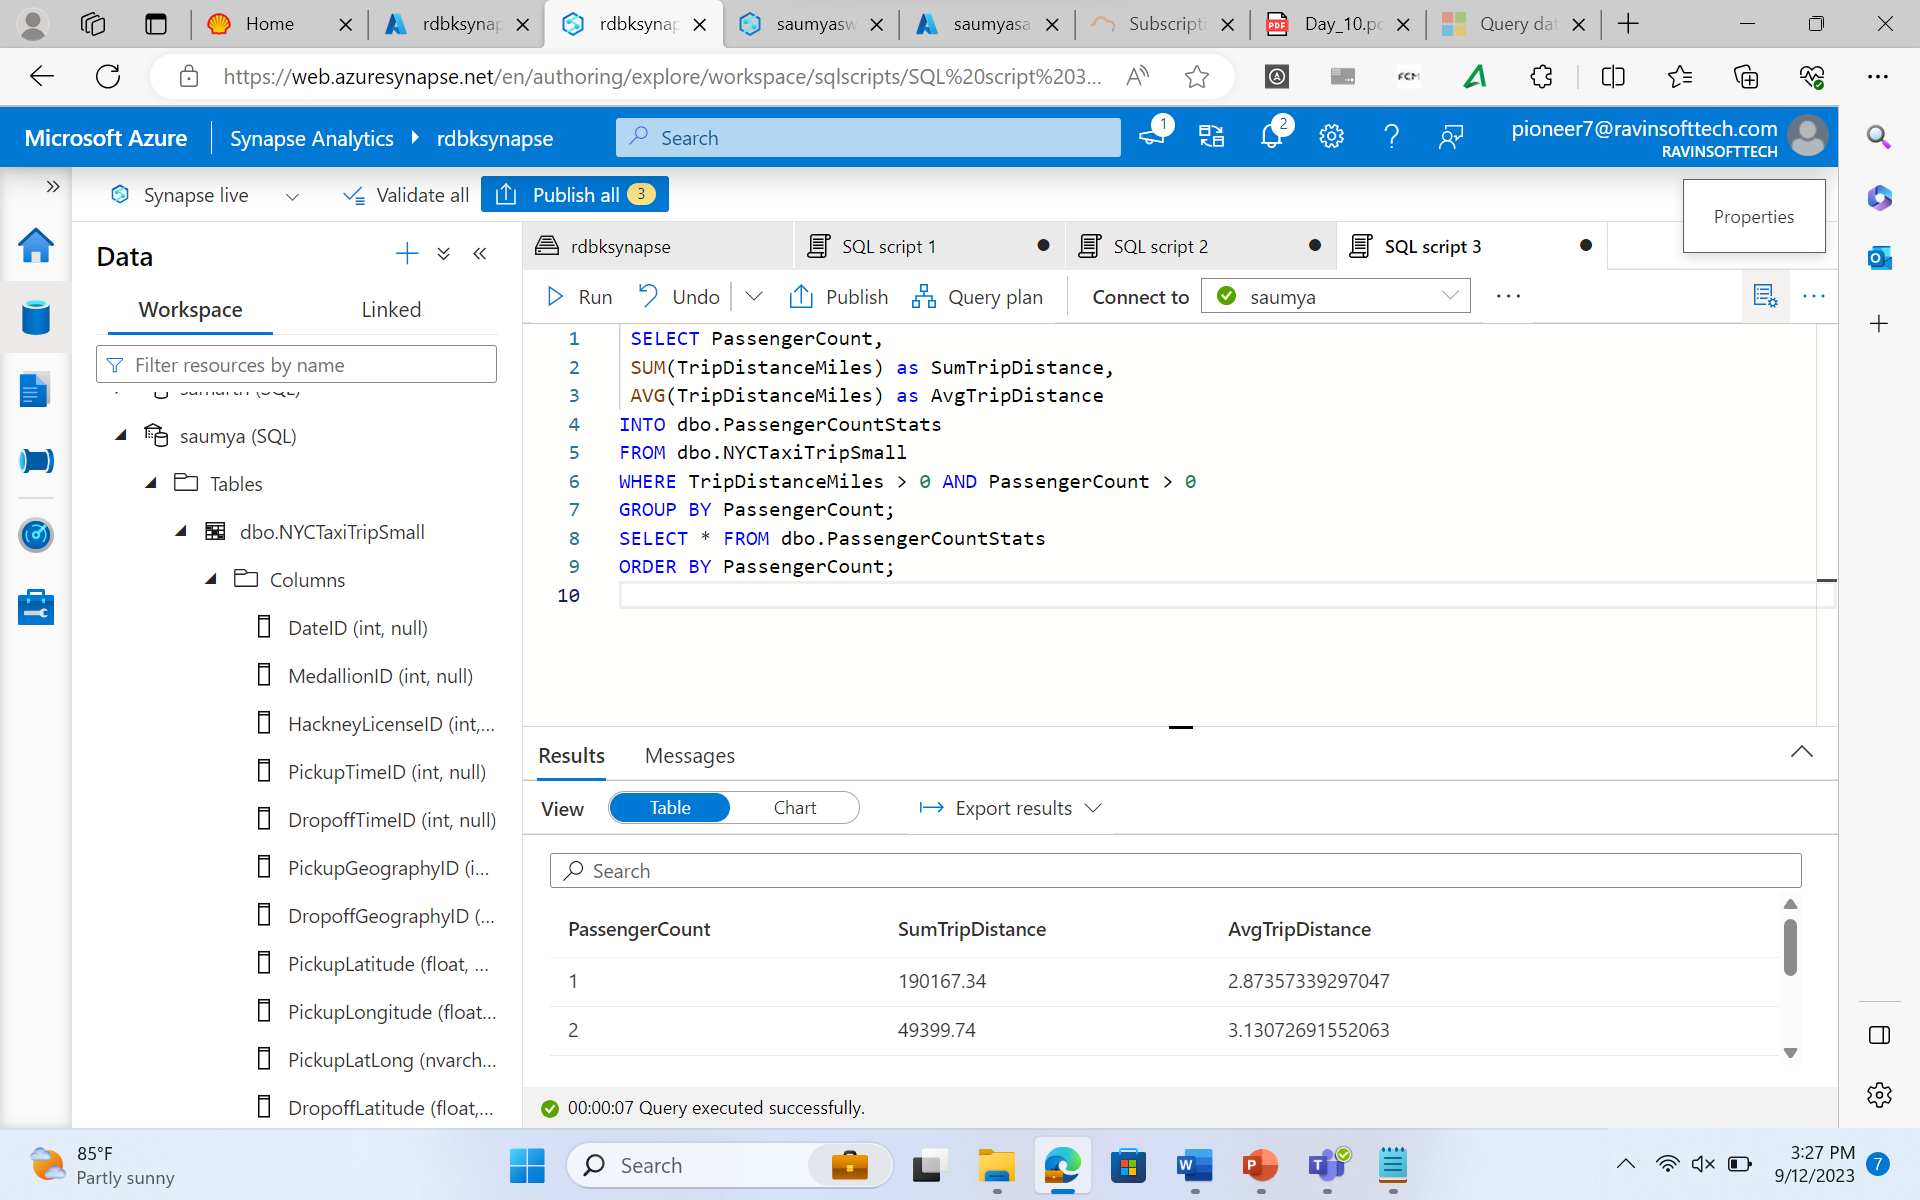 Home
rdbksynap
rdbksynap
saumyasw
saumyasa
Subscripti
Day_10.pd
Query dat
https://web.azuresynapse.net/en/authoring/explore/workspace/sqlscripts/SQL%20script%203...
Microsoft Azure
Synapse Analytics
rdbksynapse
Search
1
2
pioneer7@ravinsofttech.com
RAVINSOFTTECH
Synapse live
Validate all
Publish all 3
Properties
Data
Workspace
Linked
Filter resources by name
samarth (SQL)
saumya (SQL)
Tables
dbo.NYCTaxiTripSmall
Columns
DateID (int, null)
MedallionID (int, null)
HackneyLicenseID (int,...
PickupTimeID (int, null)
DropoffTimeID (int, null)
PickupGeographyID (i...
DropoffGeographyID (...
PickupLatitude (float, ...
PickupLongitude (float...
PickupLatLong (nvarch...
DropoffLatitude (float,...
rdbksynapse
SQL script 1
SQL script 2
SQL script 3
Run
Undo
Publish
Query plan
Connect to
saumya
1 SELECT PassengerCount,
2 SUM(TripDistanceMiles) as SumTripDistance,
3 AVG(TripDistanceMiles) as AvgTripDistance
4 INTO dbo.PassengerCountStats
5 FROM dbo.NYCTaxiTripSmall
6 WHERE TripDistanceMiles > 0 AND PassengerCount > 0
7 GROUP BY PassengerCount;
8 SELECT * FROM dbo.PassengerCountStats
9 ORDER BY PassengerCount;
10
Results
Messages
View
Table
Chart
Export results
Search
PassengerCount SumTripDistance AvgTripDistance
1 190167.34 2.87357339297047
2 49399.74 3.13072691552063
00:00:07 Query executed successfully.
85°F
Partly sunny
Search
3:27 PM
9/12/2023
7